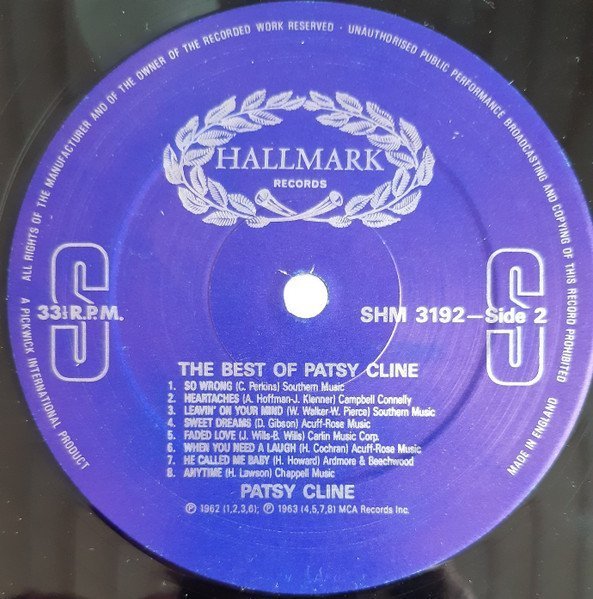 ALL RIGHTS OF THE MANUFACTURER AND OF THE OWNER OF THE RECORDED WORK RESERVED · UNAUTHORISED PUBLIC PERFORMANCE BROADCASTING AND COPYING OF THIS RECORD PROHIBITED
HALLMARK
RECORDS
S S
33⅓ R.P.M.
SHM 3192—Side 2
THE BEST OF PATSY CLINE
1. SO WRONG (C. Perkins) Southern Music
2. HEARTACHES (A. Hoffman-J. Klenner) Campbell Connelly
3. LEAVIN' ON YOUR MIND (W. Walker-W. Pierce) Southern Music
4. SWEET DREAMS (D. Gibson) Acuff-Rose Music
5. FADED LOVE (J. Wills-B. Wills) Carlin Music Corp.
6. WHEN YOU NEED A LAUGH (H. Cochran) Acuff-Rose Music
7. HE CALLED ME BABY (H. Howard) Ardmore & Beechwood
8. ANYTIME (H. Lawson) Chappell Music
PATSY CLINE
℗ 1962 (1,2,3,6); ℗ 1963 (4,5,7,8) MCA Records Inc.
A PICKWICK INTERNATIONAL PRODUCT
MADE IN ENGLAND